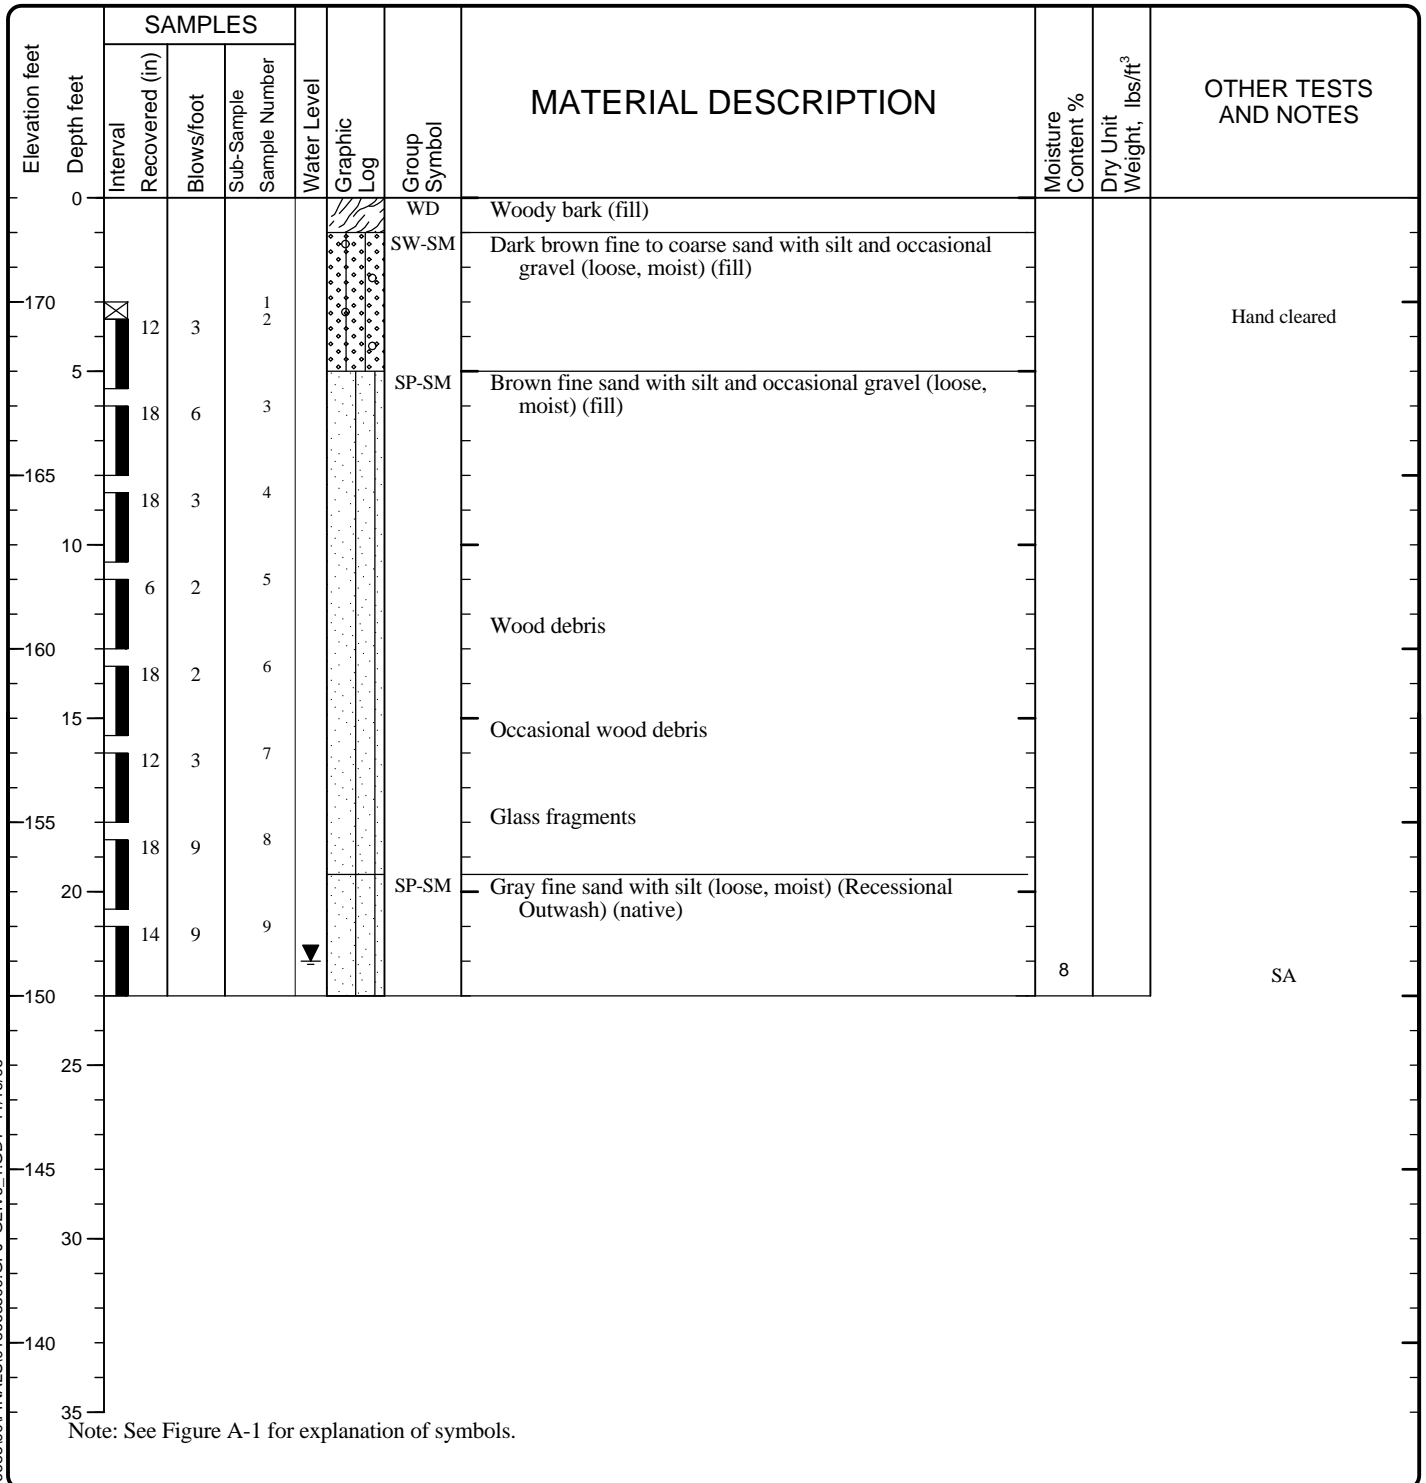 SAMPLES
Elevation feet
Depth feet
Interval
Recovered (in)
Blows/foot
Sub-Sample
Sample Number
Water Level
Graphic
Log
Group
Symbol
MATERIAL DESCRIPTION
Moisture
Content %
Dry Unit
Weight, lbs/ft³
OTHER TESTS
AND NOTES
0
WD Woody bark (fill)
SW-SM Dark brown fine to coarse sand with silt and occasional
gravel (loose, moist) (fill)
170 1
2
12 3 Hand cleared
5
SP-SM Brown fine sand with silt and occasional gravel (loose,
moist) (fill)
18 6 3
165
18 3 4
10
6 2 5
Wood debris
160
18 2 6
15
Occasional wood debris
12 3 7
Glass fragments
155
18 9 8
20
SP-SM Gray fine sand with silt (loose, moist) (Recessional
Outwash) (native)
14 9 9
8 SA
150
25
145
30
140
35
Note: See Figure A-1 for explanation of symbols.